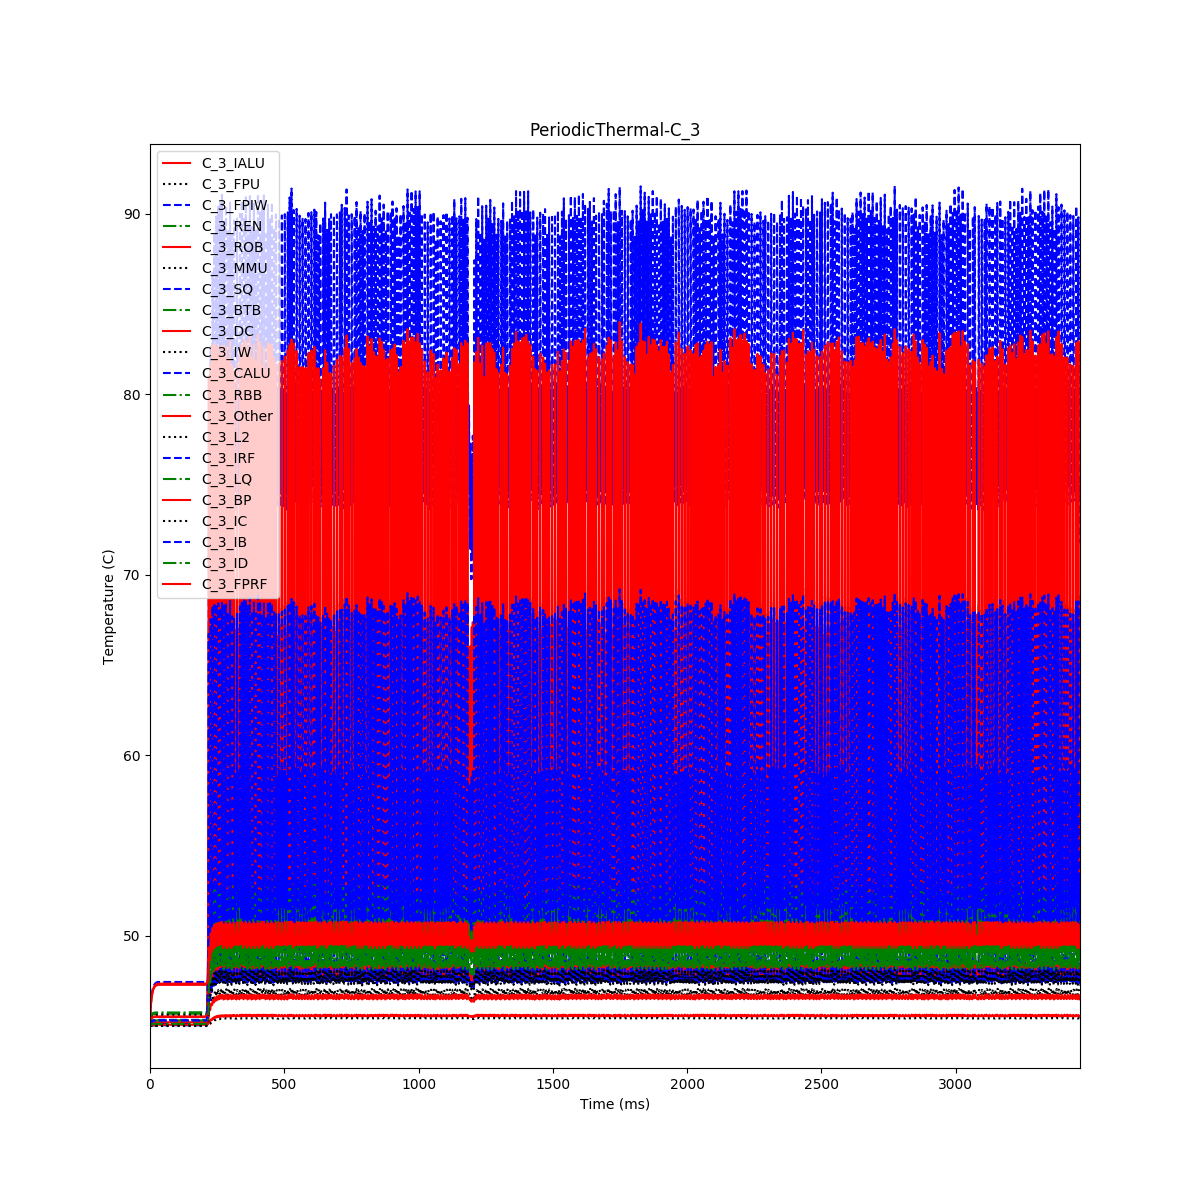 PeriodicThermal-C_3
C_3_IALU
C_3_FPU
C_3_FPIW
C_3_REN
C_3_ROB
C_3_MMU
C_3_SQ
C_3_BTB
C_3_DC
C_3_IW
C_3_CALU
C_3_RBB
C_3_Other
C_3_L2
C_3_IRF
C_3_LQ
C_3_BP
C_3_IC
C_3_IB
C_3_ID
C_3_FPRF
90
80
70
60
50
Temperature (C)
0 500 1000 1500 2000 2500 3000
Time (ms)